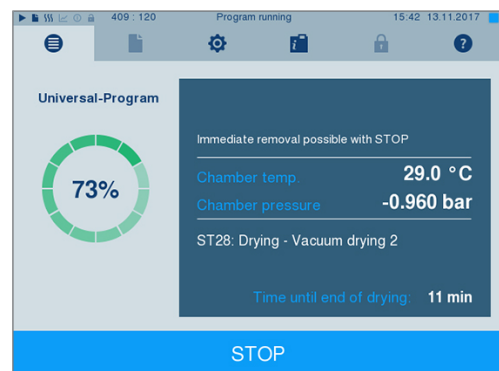 409 : 120 Program running 15:42 13.11.2017
Universal-Program
73%
Immediate removal possible with STOP
Chamber temp. 29.0 °C
Chamber pressure -0.960 bar
ST28: Drying - Vacuum drying 2
Time until end of drying: 11 min
STOP